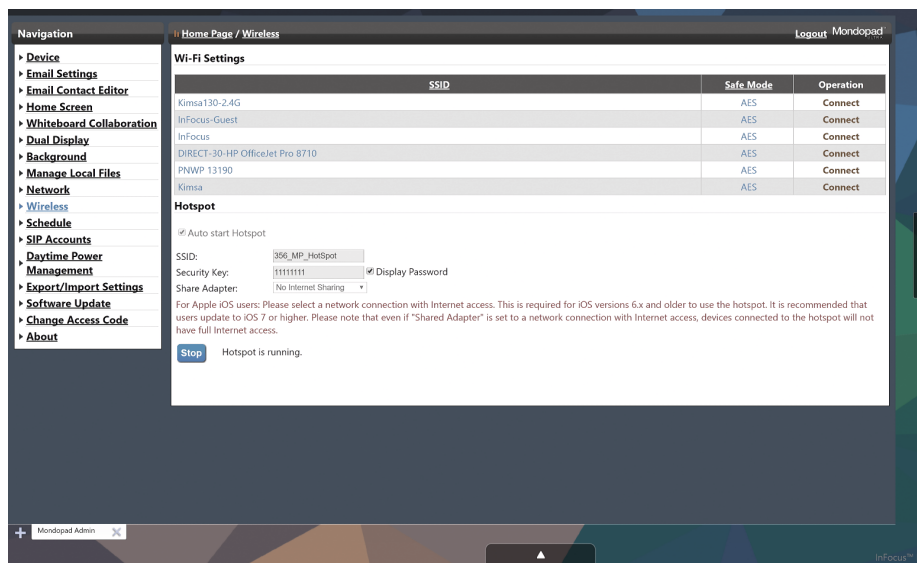 Navigation
Home Page / Wireless
Logout Mondopad
Device
Email Settings
Email Contact Editor
Home Screen
Whiteboard Collaboration
Dual Display
Background
Manage Local Files
Network
Wireless
Schedule
SIP Accounts
Daytime Power
Management
Export/Import Settings
Software Update
Change Access Code
About
Wi-Fi Settings
SSID Safe Mode Operation
Kimsa130-2.4G AES Connect
InFocus-Guest AES Connect
InFocus AES Connect
DIRECT-30-HP OfficeJet Pro 8710 AES Connect
PNWP 13190 AES Connect
Kimsa AES Connect
Hotspot
Auto start Hotspot
SSID: 356_MP_HotSpot
Security Key: 11111111 Display Password
Share Adapter: No Internet Sharing
For Apple iOS users: Please select a network connection with Internet access. This is required for iOS versions 6.x and older to use the hotspot. It is recommended that
users update to iOS 7 or higher. Please note that even if "Shared Adapter" is set to a network connection with Internet access, devices connected to the hotspot will not
have full Internet access.
Stop Hotspot is running.
Mondopad Admin
InFocus™